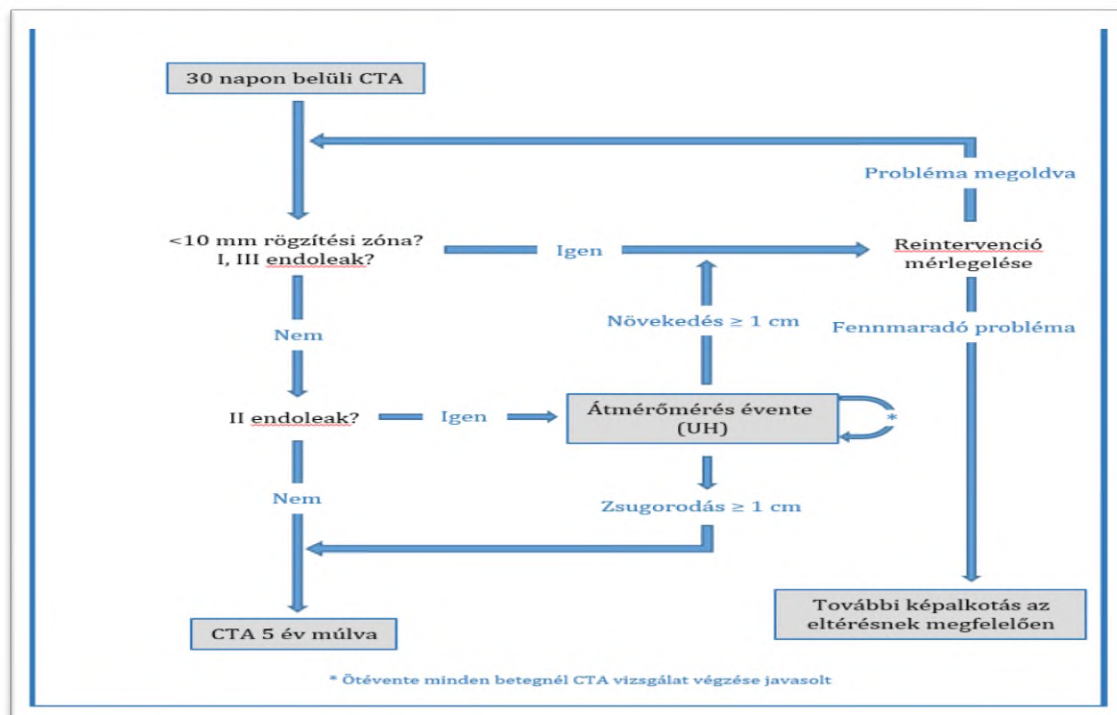 30 napon belüli CTA
Probléma megoldva
<10 mm rögzítési zóna?
I, III endoleak?
Igen
Reintervenció
mérlegelése
Nem
Növekedés ≥ 1 cm
Fennmaradó probléma
II endoleak?
Igen
Átmérőmérés évente
(UH)
*
Nem
Zsugorodás ≥ 1 cm
CTA 5 év múlva
További képalkotás az
eltérésnek megfelelően
* Ötévente minden betegnél CTA vizsgálat végzése javasolt